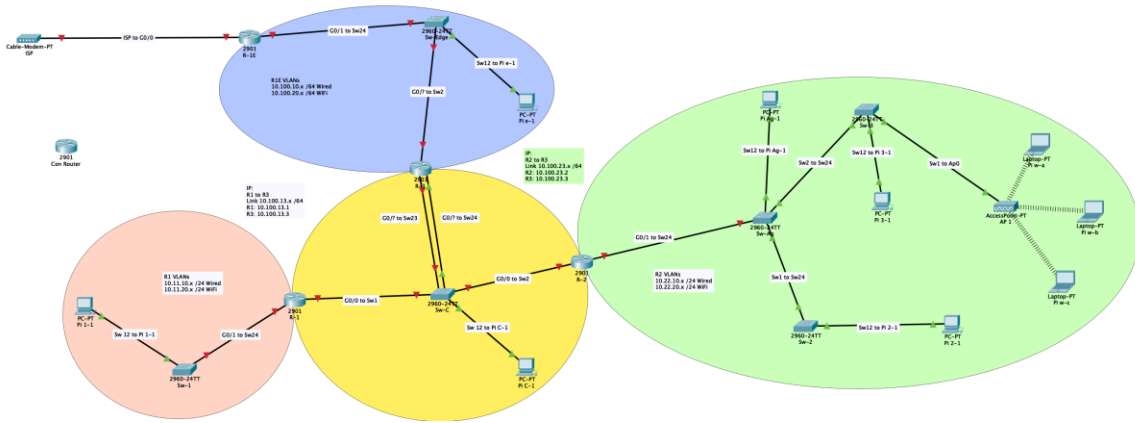 ISP to G0/0
Cable-Modem-PT
ISP
2901
R-1E
G0/1 to Sw24
2960-24TT
Sw-Edge
Sw12 to Pi e-1
PC-PT
Pi e-1
R1E VLANs
10.100.10.x /64 Wired
10.100.20.x /64 WiFi
G0/? to Sw2
2901
Con Router
IP:
R1 to R3
Link 10.100.13.x /64
R1: 10.100.13.1
R3: 10.100.13.3
IP:
R2 to R3
Link 10.100.23.x /64
R2: 10.100.23.2
R3: 10.100.23.3
G0/? to Sw23
G0/? to Sw24
R1 VLANs
10.11.10.x /24 Wired
10.11.20.x /24 WiFi
PC-PT
Pi 1-1
Sw 12 to Pi 1-1
G0/1 to Sw24
2960-24TT
Sw-1
2901
R-1
G0/0 to Sw1
2960-24TT
Sw-C
G0/0 to Sw2
Sw 12 to Pi C-1
PC-PT
Pi C-1
2901
R-2
G0/1 to Sw24
R2 VLANs
10.22.10.x /24 Wired
10.22.20.x /24 WiFi
PC-PT
Pi Ag-1
Sw12 to Pi Ag-1
2960-24TT
Sw-Ag
Sw2 to Sw24
2960-24TT
Sw12 to Pi 3-1
PC-PT
Pi 3-1
Sw1 to Ap0
AccessPoint-PT
AP 1
Laptop-PT
Pi w-a
Laptop-PT
Pi w-b
Laptop-PT
Pi w-c
Sw1 to Sw24
2960-24TT
Sw-2
Sw12 to Pi 2-1
PC-PT
Pi 2-1